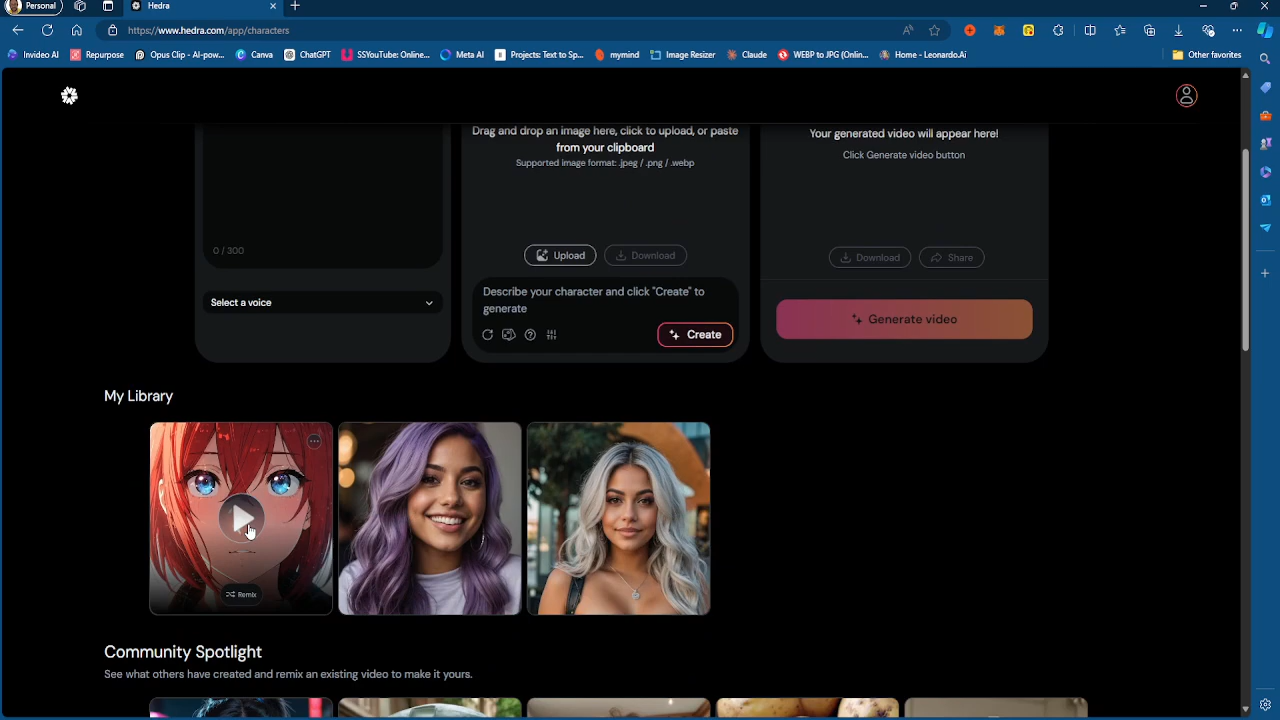 Personal
Hedra
https://www.hedra.com/app/characters
Invideo AI
Repurpose
Opus Clip - AI-pow...
Canva
ChatGPT
SSYouTube: Online...
Meta AI
Projects: Text to Sp...
mymind
Image Resizer
Claude
WEBP to JPG (Onlin...
Home - Leonardo.Ai
Other favorites
Drag and drop an image here, click to upload, or paste
from your clipboard
Supported image format: .jpeg / .png / .webp
Your generated video will appear here!
Click Generate video button
0 / 300
Upload
Download
Download
Share
Select a voice
Describe your character and click "Create" to
generate
Create
Generate video
My Library
Remix
Community Spotlight
See what others have created and remix an existing video to make it yours.